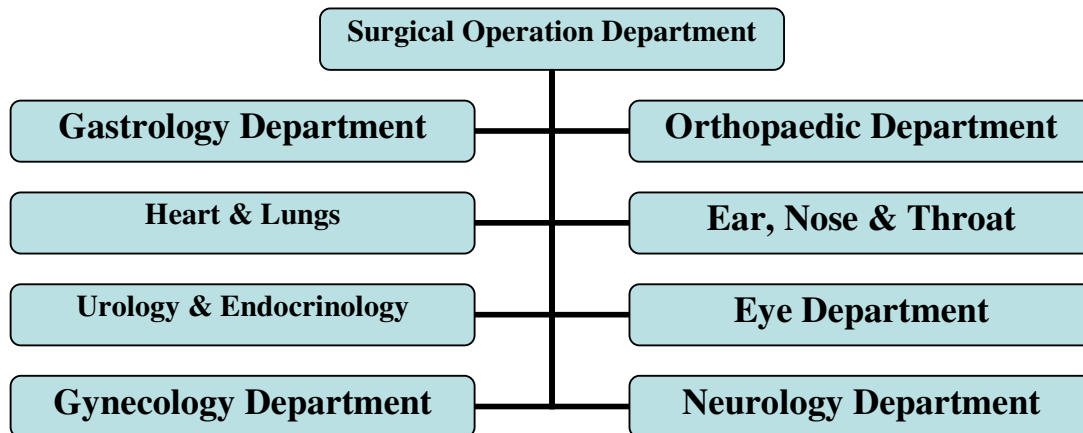 Surgical Operation Department
Gastrology Department
Orthopaedic Department
Heart & Lungs
Ear, Nose & Throat
Urology & Endocrinology
Eye Department
Gynecology Department
Neurology Department